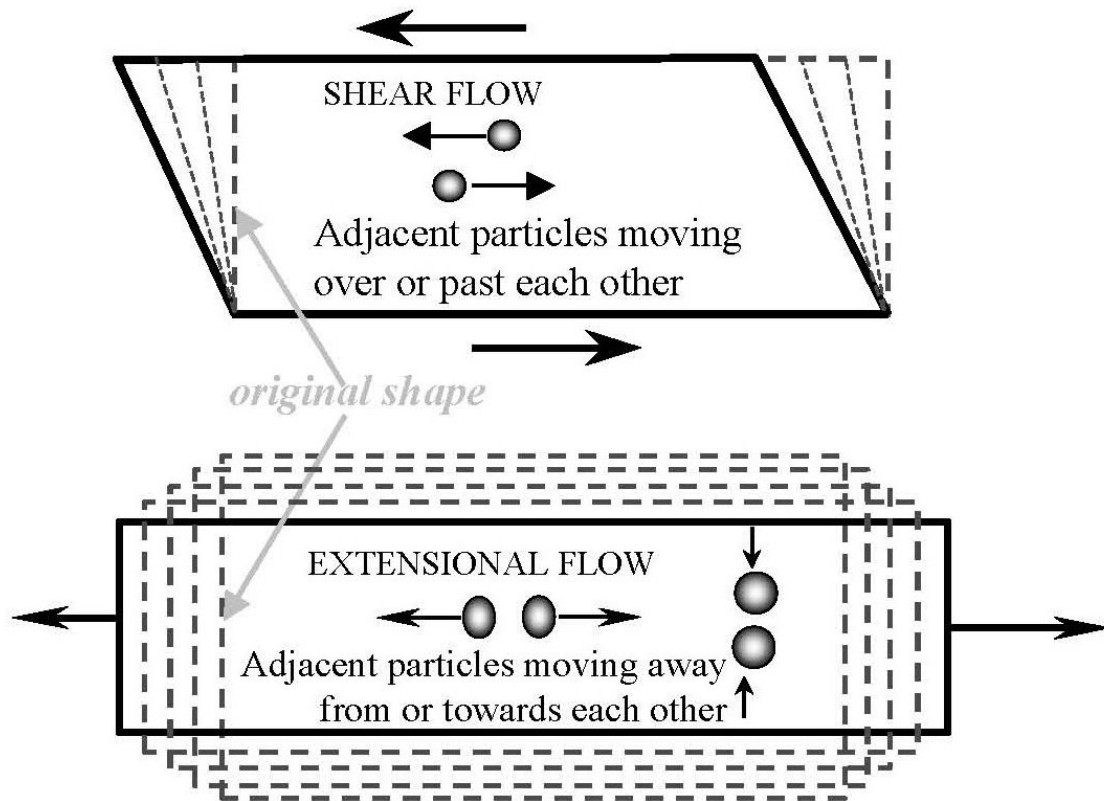 SHEAR FLOW
Adjacent particles moving
over or past each other
original shape
EXTENSIONAL FLOW
Adjacent particles moving away
from or towards each other